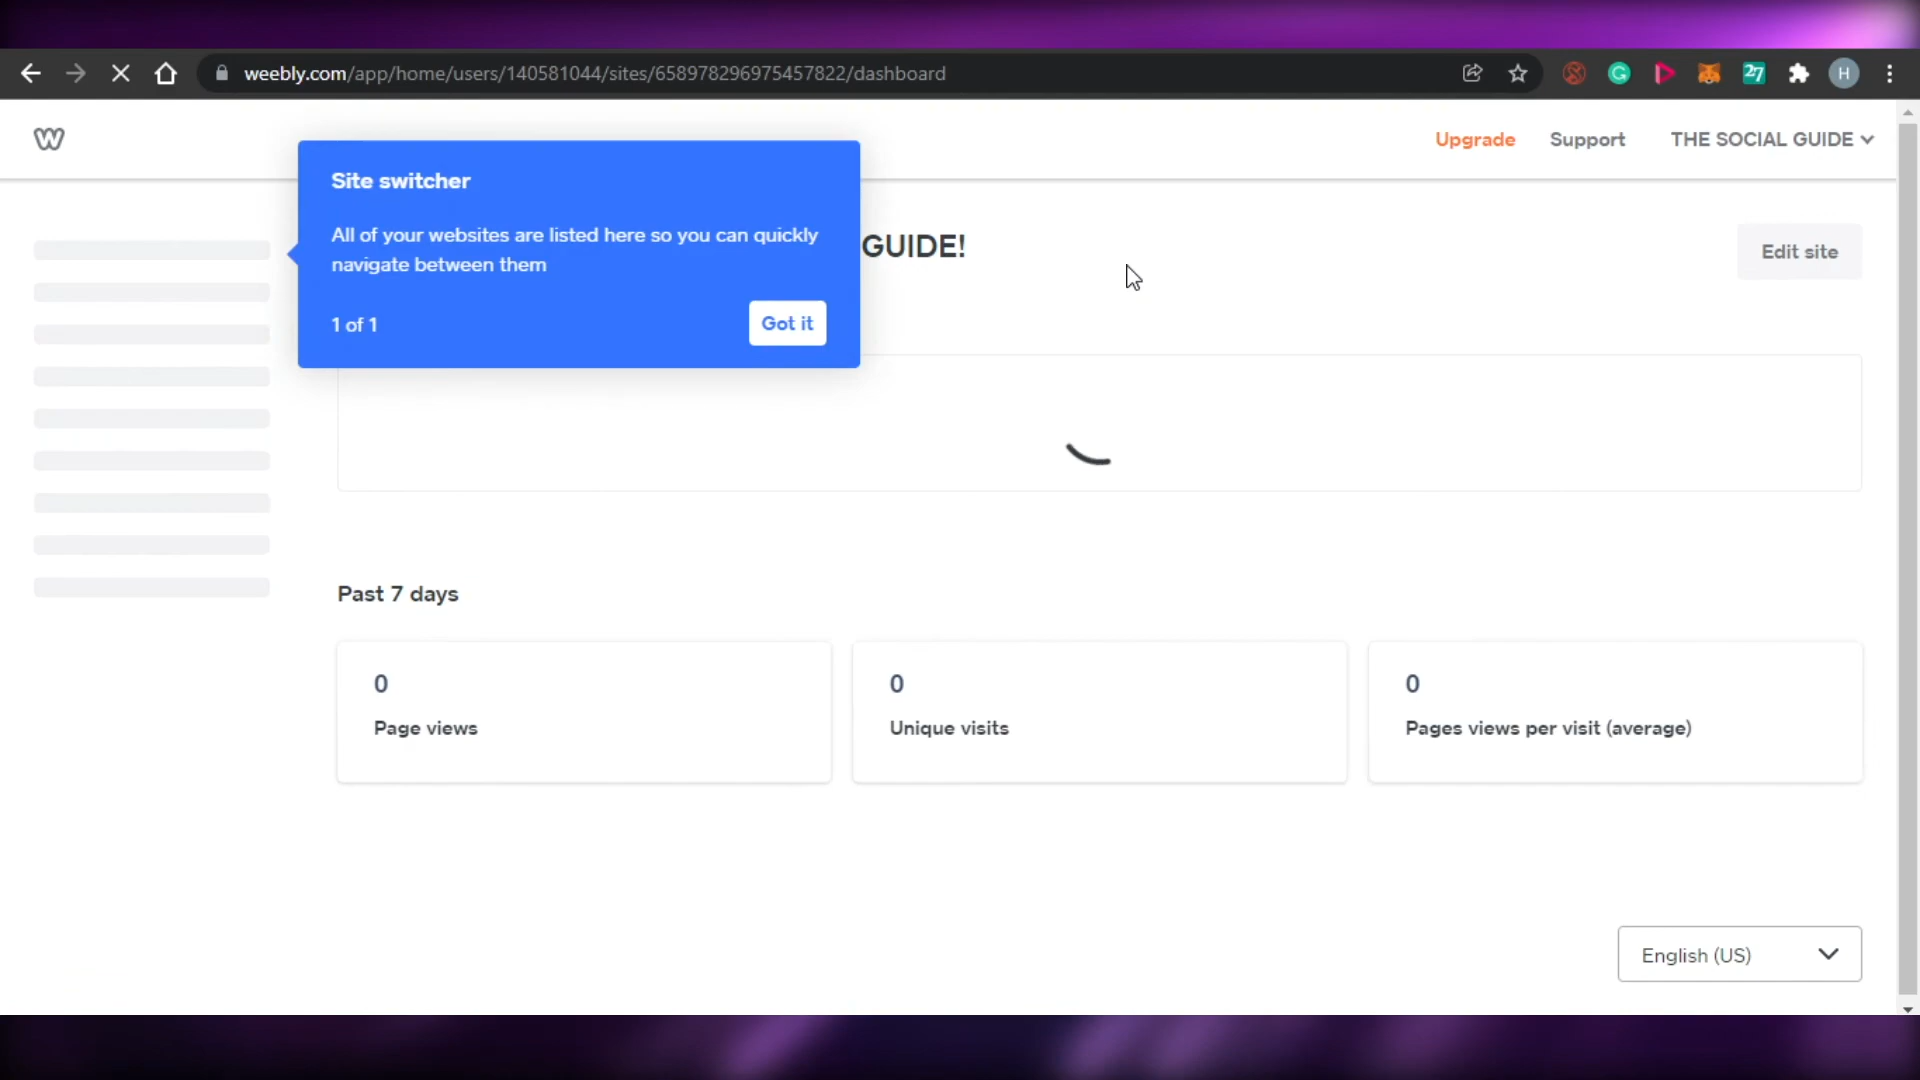 weebly.com/app/home/users/140581044/sites/658978296975457822/dashboard
27
H
Upgrade
Support
THE SOCIAL GUIDE
Site switcher
All of your websites are listed here so you can quickly
navigate between them
1 of 1
Got it
GUIDE!
Edit site
Past 7 days
0
Page views
0
Unique visits
0
Pages views per visit (average)
English (US)